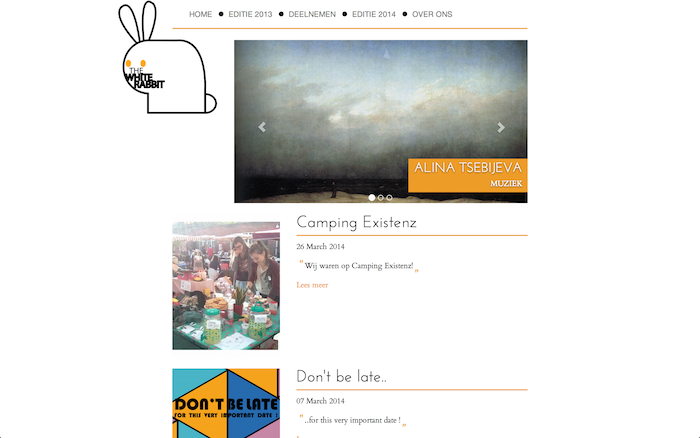 HOME EDITIE 2013 DEELNEMEN EDITIE 2014 OVER ONS
THE
WHITE
RABBIT
ALINA TSEBIJEVA
MUZIEK
Camping Existenz
26 March 2014
" Wij waren op Camping Existenz! „
Lees meer
Don't be late..
07 March 2014
" ..for this very important date ! „
DON'T BE LATE
FOR THIS VERY IMPORTANT DATE !